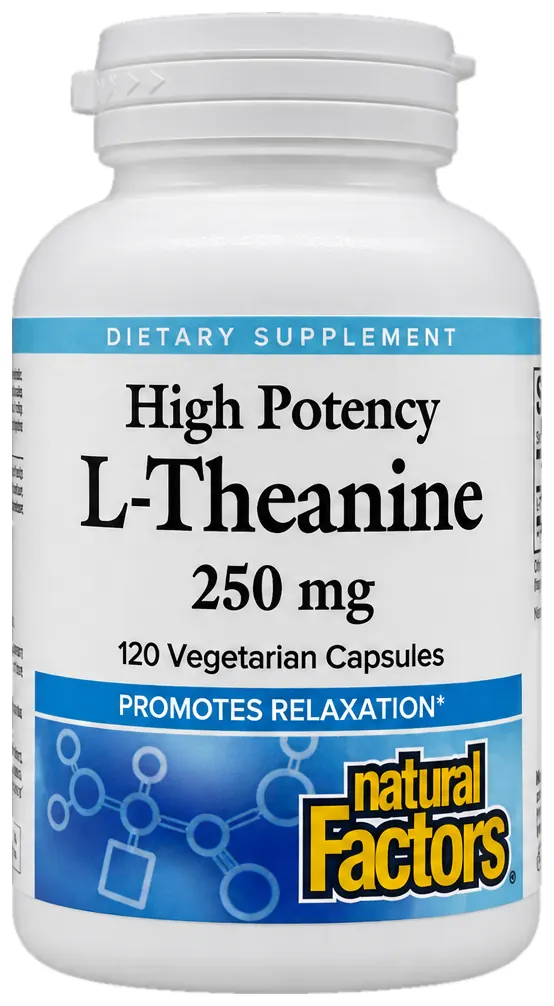 DIETARY SUPPLEMENT
High Potency
L-Theanine
250 mg
120 Vegetarian Capsules
PROMOTES RELAXATION*
natural
Factors®